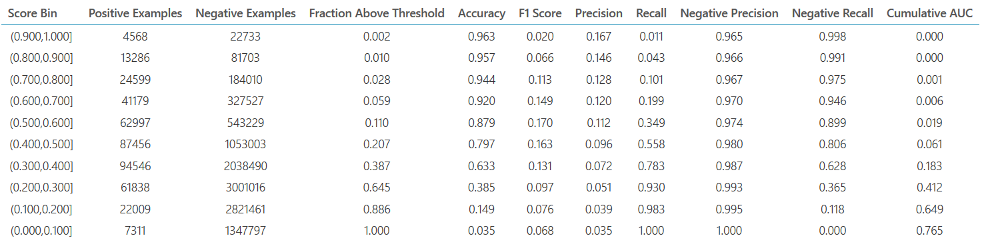 Score Bin Positive Examples Negative Examples Fraction Above Threshold Accuracy F1 Score Precision Recall Negative Precision Negative Recall Cumulative AUC
(0.900,1.000] 4568 22733 0.002 0.963 0.020 0.167 0.011 0.965 0.998 0.000
(0.800,0.900] 13286 81703 0.010 0.957 0.066 0.146 0.043 0.966 0.991 0.000
(0.700,0.800] 24599 184010 0.028 0.944 0.113 0.128 0.101 0.967 0.975 0.001
(0.600,0.700] 41179 327527 0.059 0.920 0.149 0.120 0.199 0.970 0.946 0.006
(0.500,0.600] 62997 543229 0.110 0.879 0.170 0.112 0.349 0.974 0.899 0.019
(0.400,0.500] 87456 1053003 0.207 0.797 0.163 0.096 0.558 0.980 0.806 0.061
(0.300,0.400] 94546 2038490 0.387 0.633 0.131 0.072 0.783 0.987 0.628 0.183
(0.200,0.300] 61838 3001016 0.645 0.385 0.097 0.051 0.930 0.993 0.365 0.412
(0.100,0.200] 22009 2821461 0.886 0.149 0.076 0.039 0.983 0.995 0.118 0.649
(0.000,0.100] 7311 1347797 1.000 0.035 0.068 0.035 1.000 1.000 0.000 0.765